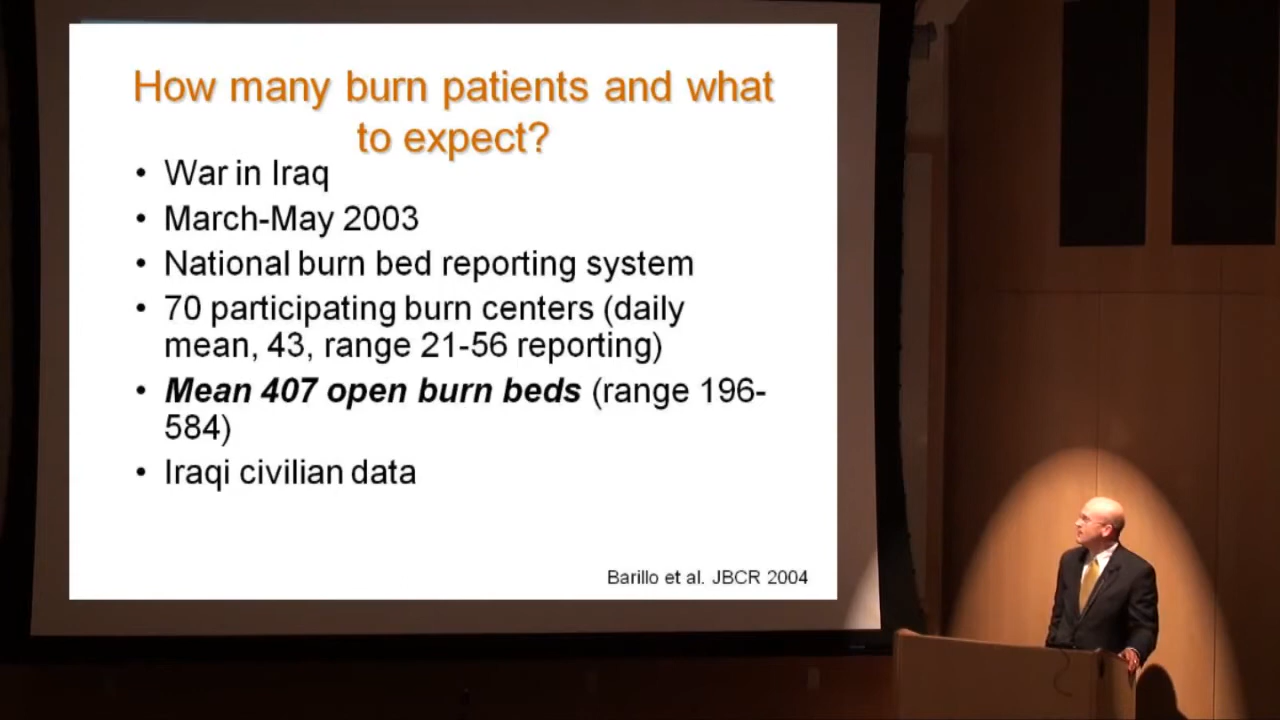 How many burn patients and what
to expect?
• War in Iraq
• March-May 2003
• National burn bed reporting system
• 70 participating burn centers (daily
mean, 43, range 21-56 reporting)
• Mean 407 open burn beds (range 196-
584)
• Iraqi civilian data
Barillo et al. JBCR 2004